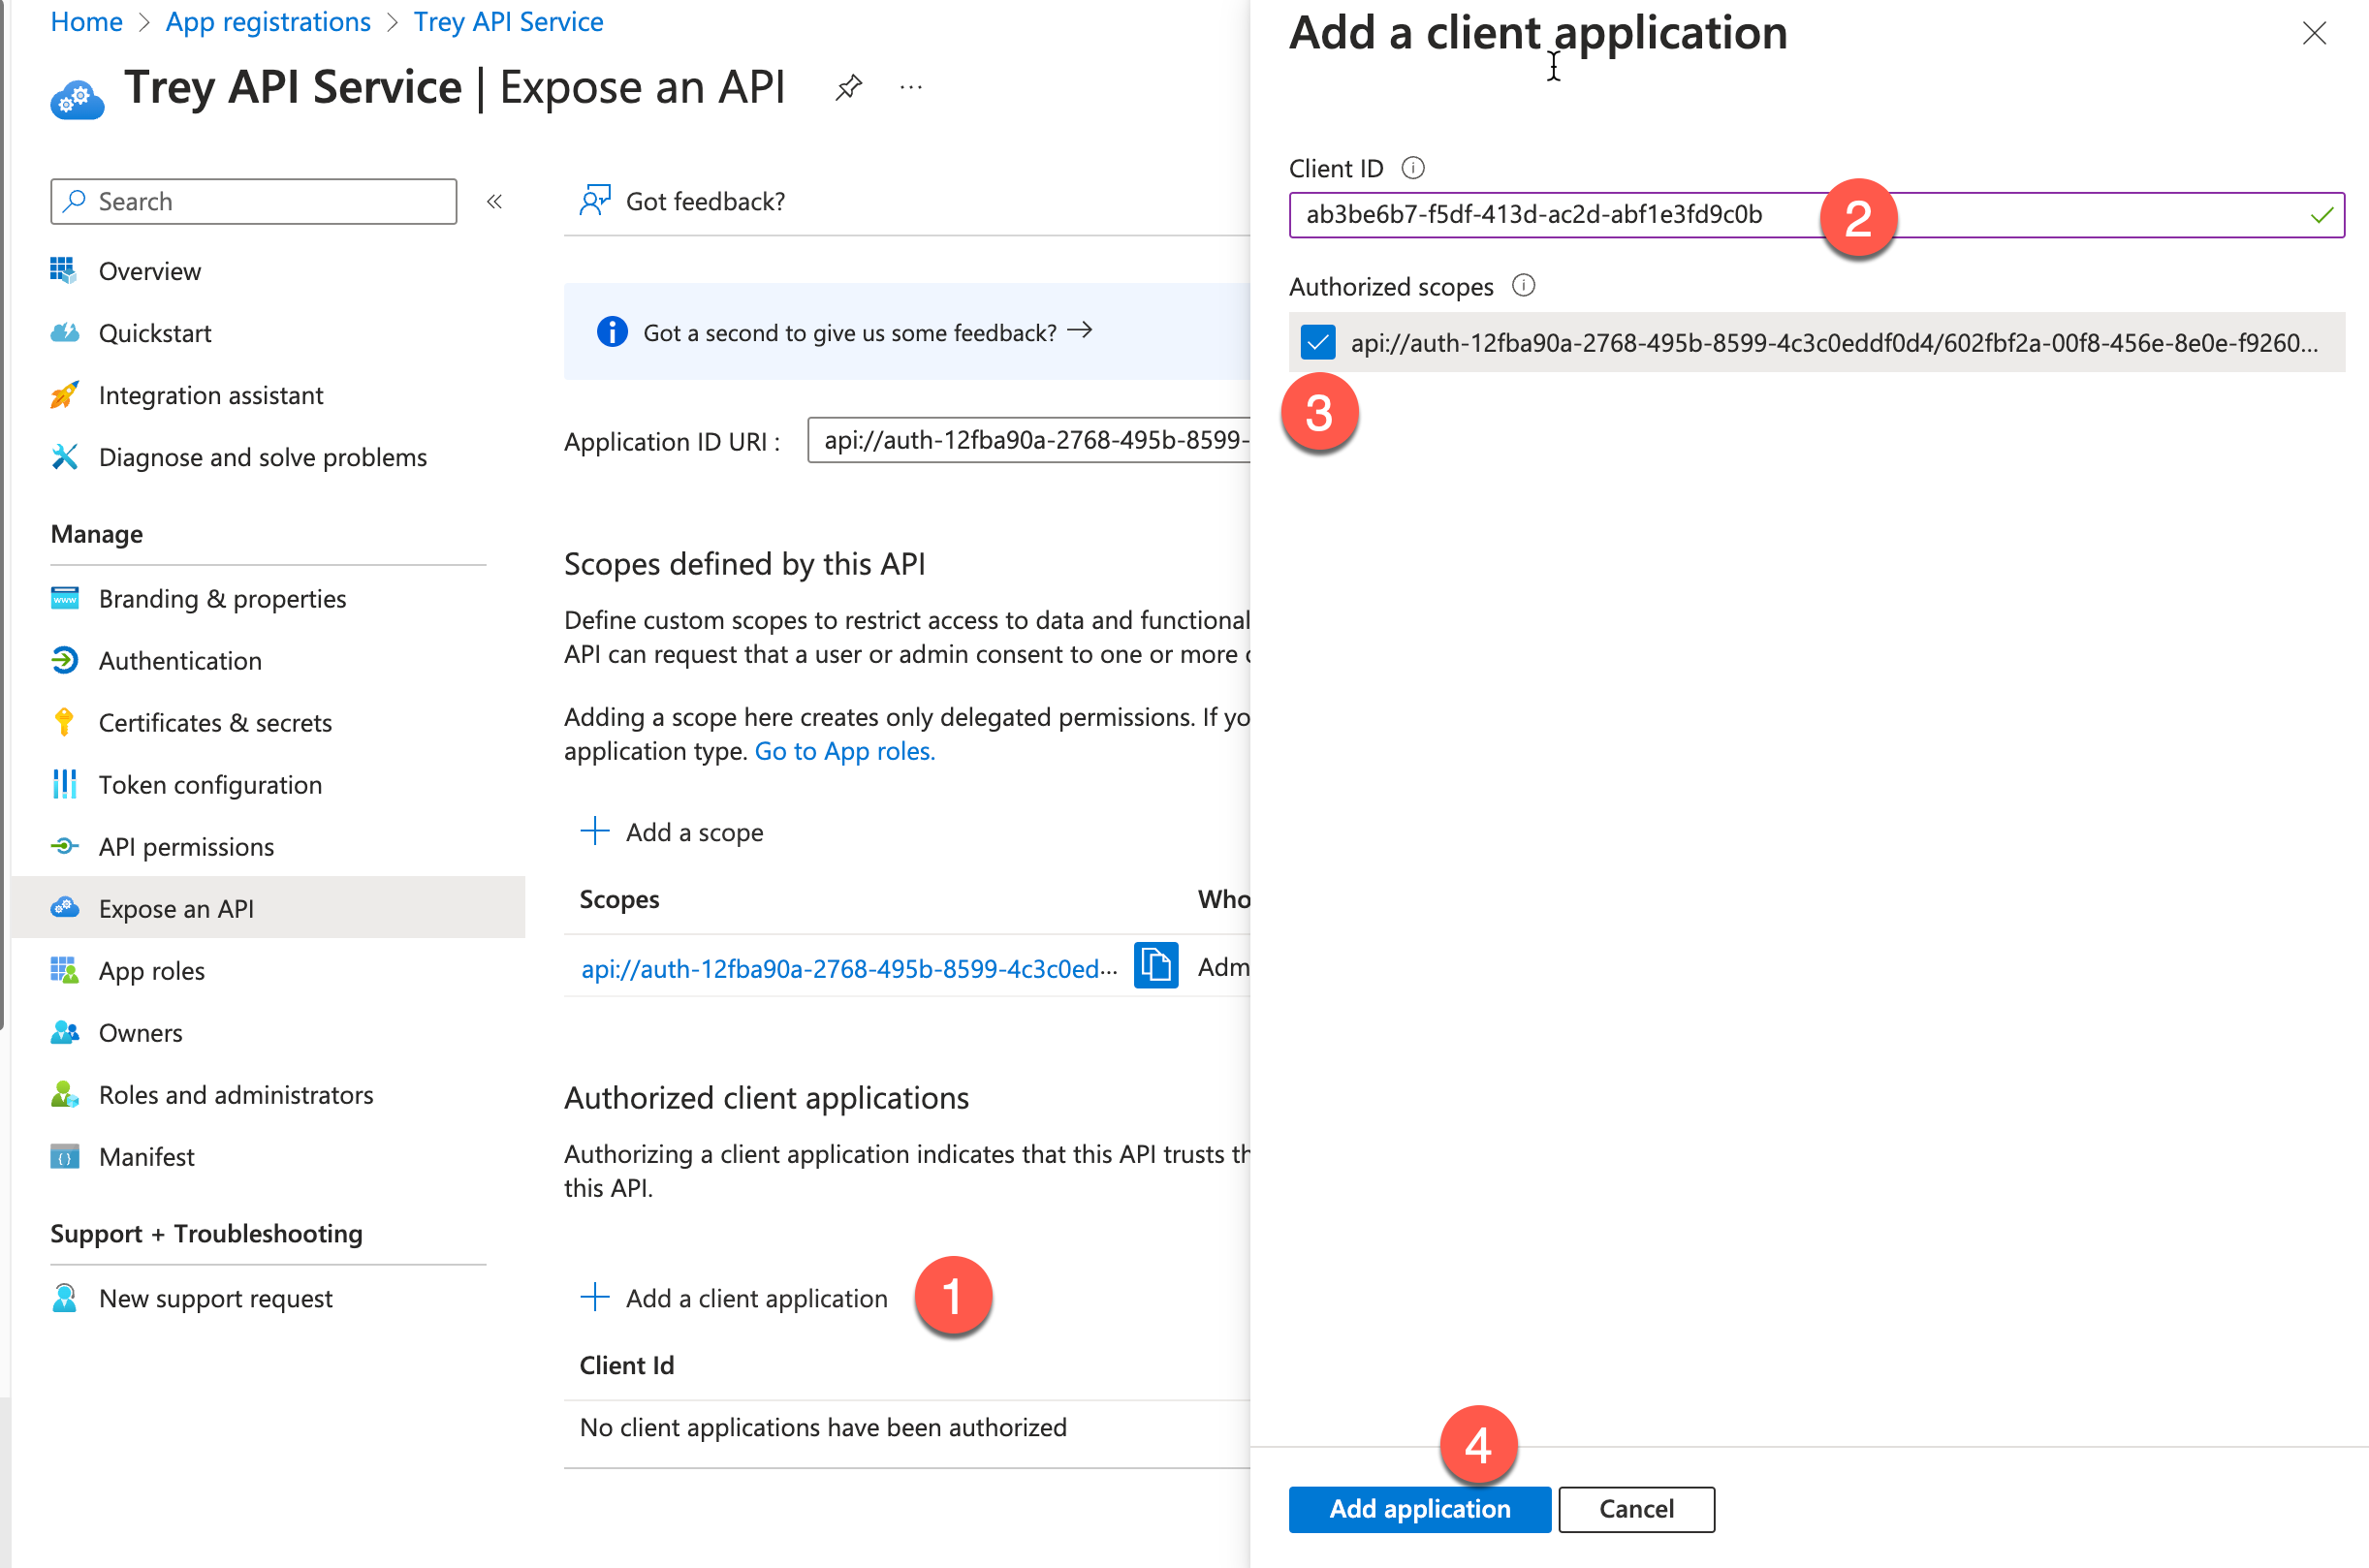 Home > App registrations > Trey API Service
Trey API Service | Expose an API
Search
Overview
Quickstart
Integration assistant
Diagnose and solve problems
Manage
Branding & properties
Authentication
Certificates & secrets
Token configuration
API permissions
Expose an API
App roles
Owners
Roles and administrators
Manifest
Support + Troubleshooting
New support request
Got feedback?
Got a second to give us some feedback?
Application ID URI :
api://auth-12fba90a-2768-495b-8599-
Scopes defined by this API
Define custom scopes to restrict access to data and functional
API can request that a user or admin consent to one or more
Adding a scope here creates only delegated permissions. If yo
application type. Go to App roles.
Add a scope
Scopes Who
api://auth-12fba90a-2768-495b-8599-4c3c0ed... Adm
Authorized client applications
Authorizing a client application indicates that this API trusts th
this API.
Add a client application 1
Client Id
No client applications have been authorized
Add a client application
Client ID
ab3be6b7-f5df-413d-ac2d-abf1e3fd9c0b 2
Authorized scopes
api://auth-12fba90a-2768-495b-8599-4c3c0eddf0d4/602fbf2a-00f8-456e-8e0e-f9260...
3
4
Add application Cancel